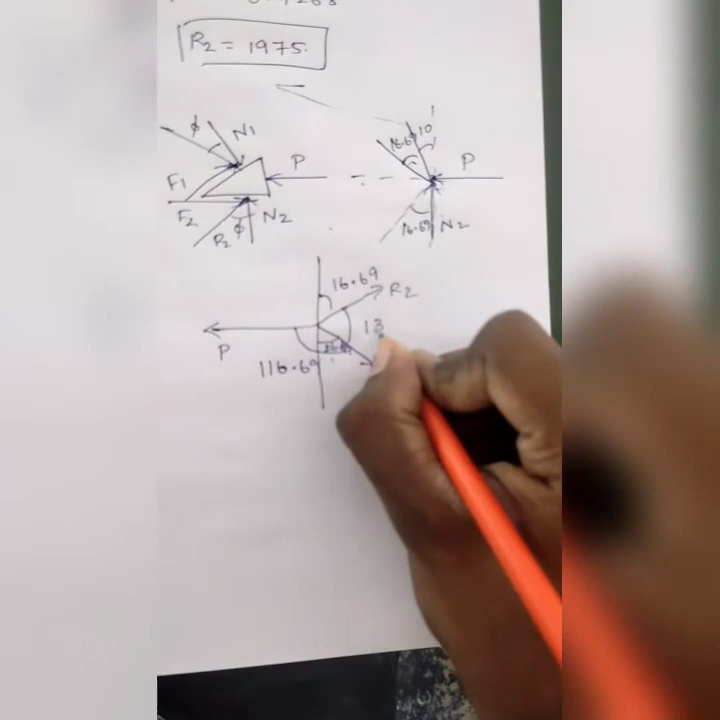 R2 = 1975.
φ
N1
P
F1
F2
N2
R2
φ
10
16.69
P
16.69
N2
16.69
R2
13
P
116.69